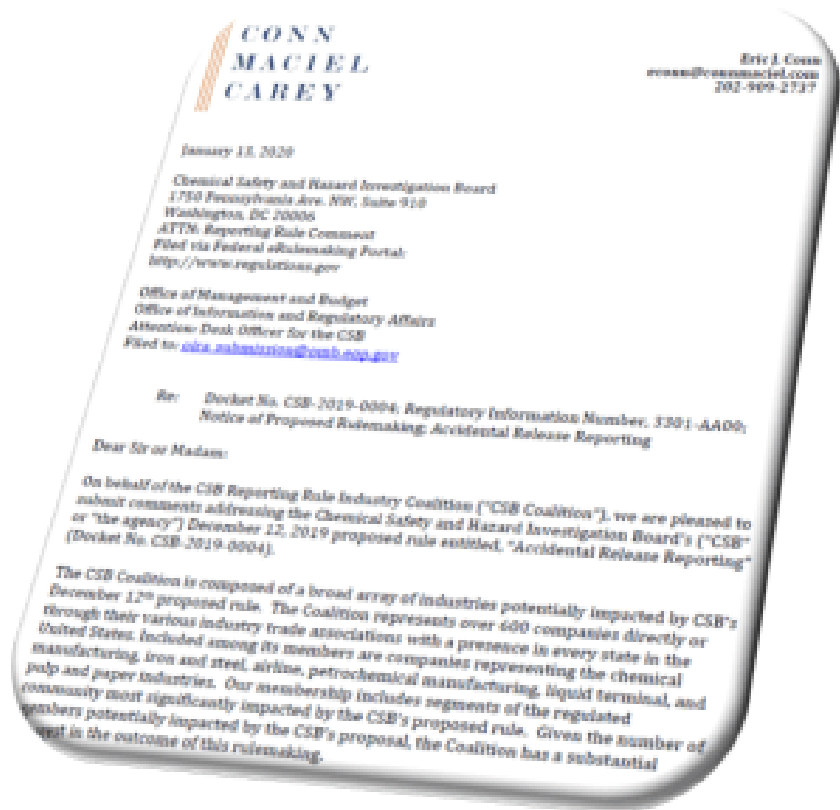 CONN
MACIEL
CAREY
Eric J. Conn
econn@connmaciel.com
202-909-2737
January 13, 2020
Chemical Safety and Hazard Investigation Board
1750 Pennsylvania Ave. NW, Suite 910
Washington, DC 20006
ATTN: Reporting Rule Comment
Filed via Federal eRulemaking Portal:
http://www.regulations.gov
Office of Management and Budget
Office of Information and Regulatory Affairs
Attention: Desk Officer for the CSB
Filed to: oira_submission@omb.eop.gov
Re: Docket No. CSB-2019-0004; Regulatory Information Number, 3301-AA00;
Notice of Proposed Rulemaking; Accidental Release Reporting
Dear Sir or Madam:
On behalf of the CSB Reporting Rule Industry Coalition ("CSB Coalition"), we are pleased to
submit comments addressing the Chemical Safety and Hazard Investigation Board's ("CSB"
or "the agency") December 12, 2019 proposed rule entitled, "Accidental Release Reporting"
(Docket No. CSB-2019-0004).
The CSB Coalition is composed of a broad array of industries potentially impacted by CSB's
December 12th proposed rule. The Coalition represents over 600 companies directly or
through their various industry trade associations with a presence in every state in the
United States. Included among its members are companies representing the chemical
manufacturing, iron and steel, airline, petrochemical manufacturing, liquid terminal, and
pulp and paper industries. Our membership includes segments of the regulated
community most significantly impacted by the CSB's proposed rule. Given the number of
members potentially impacted by the CSB's proposal, the Coalition has a substantial
in the outcome of this rulemaking.